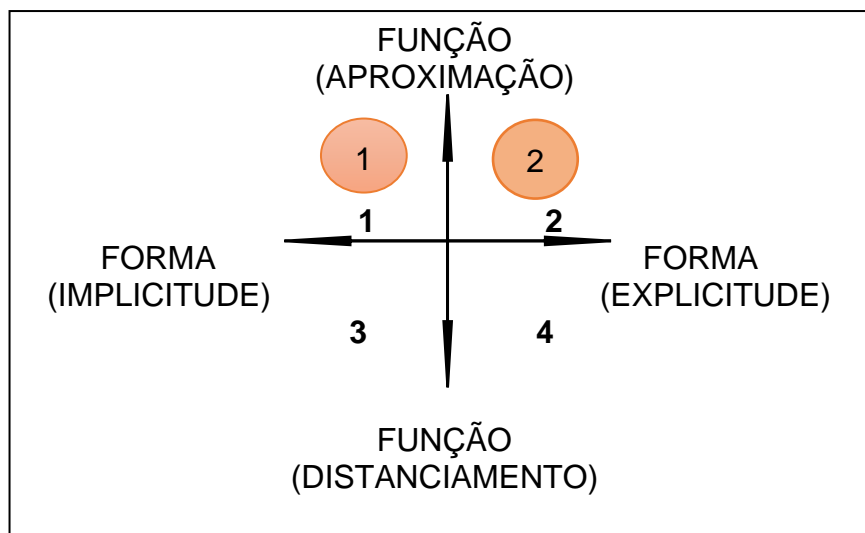 FUNÇÃO
(APROXIMAÇÃO)
1 2
1 2
FORMA
(IMPLICITUDE)
FORMA
(EXPLICITUDE)
3 4
FUNÇÃO
(DISTANCIAMENTO)